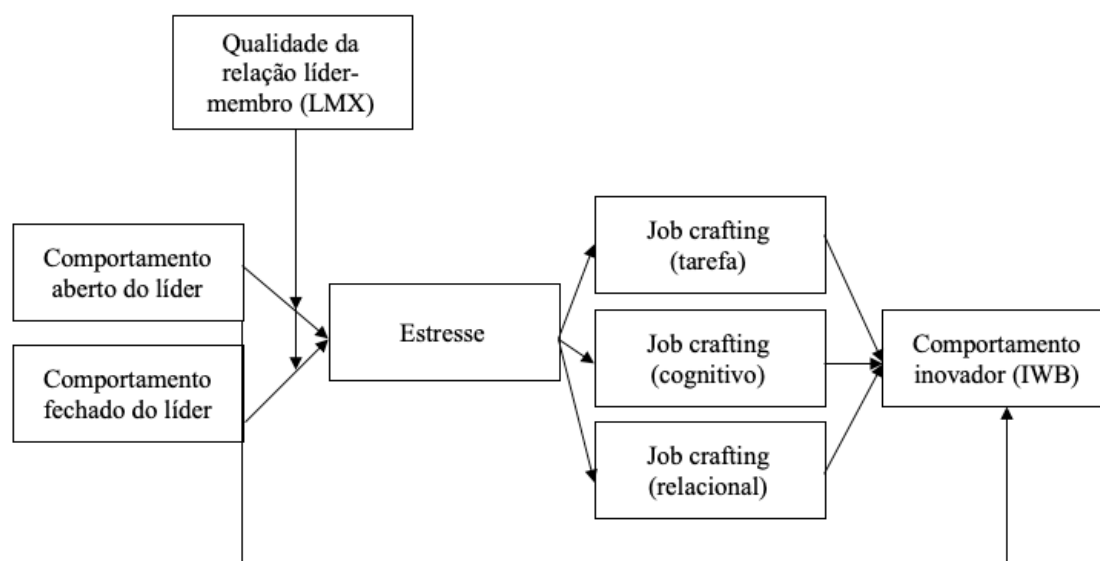 Qualidade da
relação líder-
membro (LMX)
Comportamento
aberto do líder
Comportamento
fechado do líder
Estresse
Job crafting
(tarefa)
Job crafting
(cognitivo)
Job crafting
(relacional)
Comportamento
inovador (IWB)